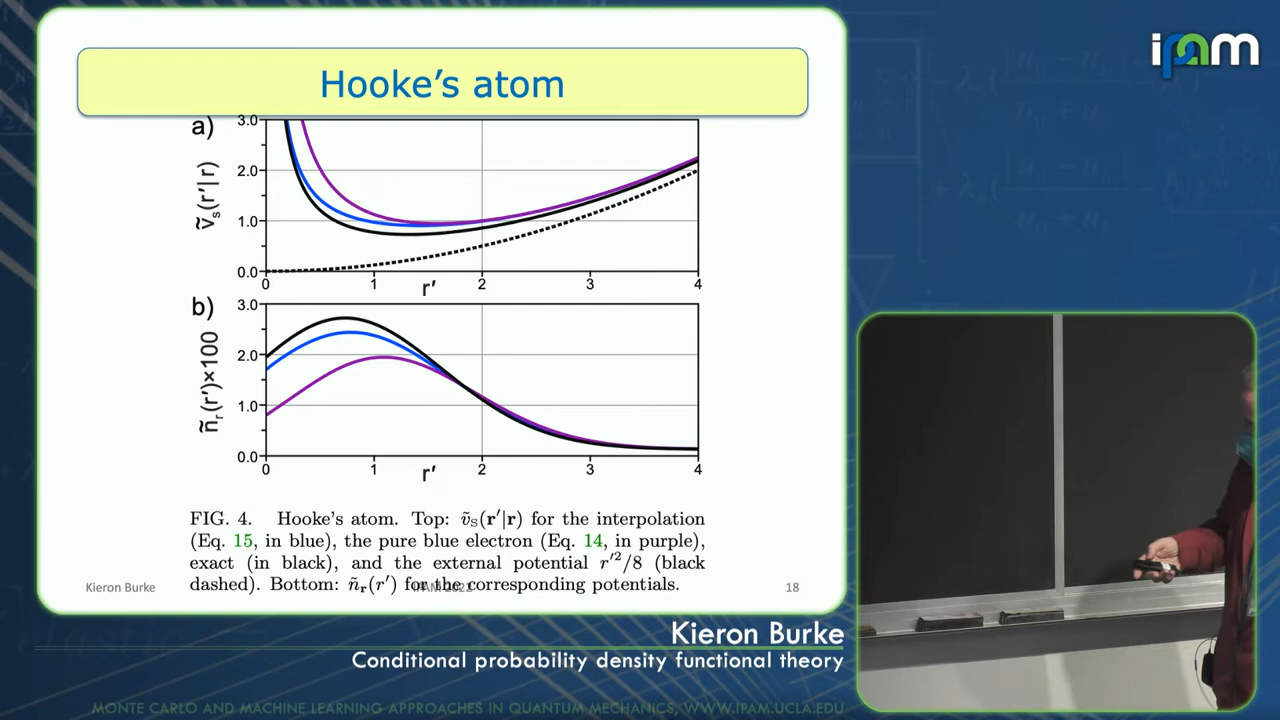 ipam
Hooke's atom
a)
3.0
2.0
1.0
0.0
ṽₛ(r′|r)
0 1 2 3 4
r′
b)
3.0
2.0
1.0
0.0
ñᵣ(r′)×100
0 1 2 3 4
r′
FIG. 4. Hooke's atom. Top: ṽS(r′|r) for the interpolation
(Eq. 15, in blue), the pure blue electron (Eq. 14, in purple),
exact (in black), and the external potential r′²/8 (black
dashed). Bottom: ñr(r′) for the corresponding potentials.
Kieron Burke
18
Kieron Burke
Conditional probability density functional theory
MONTE CARLO AND MACHINE LEARNING APPROACHES IN QUANTUM MECHANICS, WWW.IPAM.UCLA.EDU